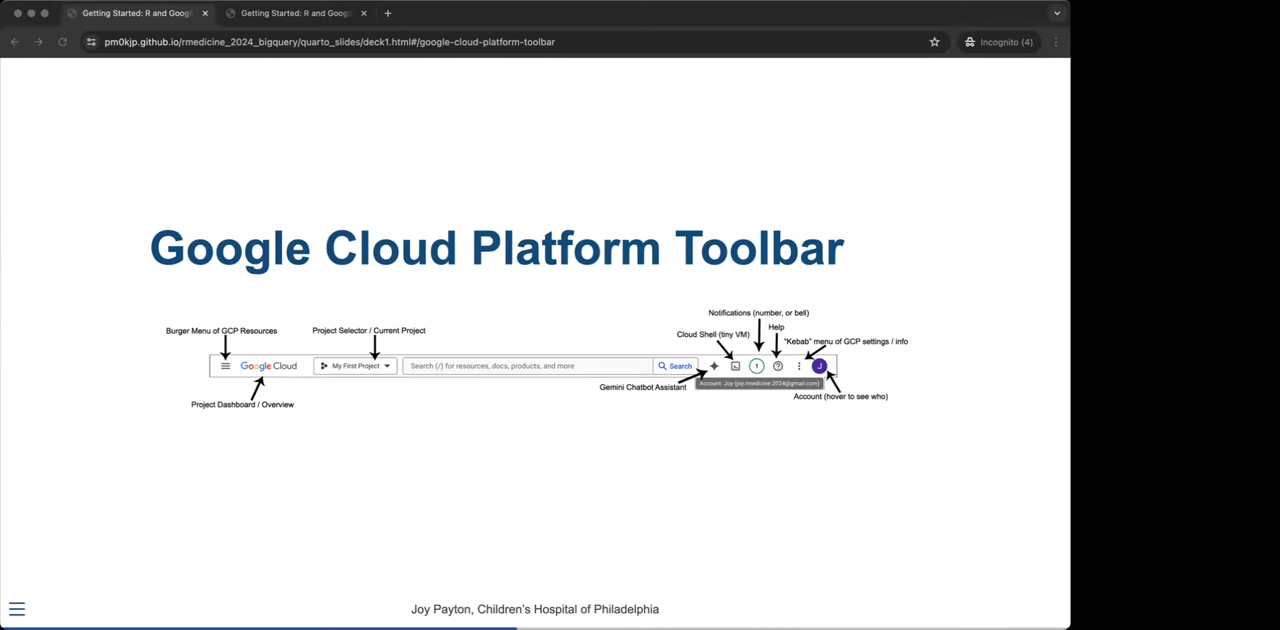 Getting Started: R and Googl
Getting Started: R and Googl
pm0kjp.github.io/rmedicine_2024_bigquery/quarto_slides/deck1.html#/google-cloud-platform-toolbar
Incognito (4)
Google Cloud Platform Toolbar
Notifications (number, or bell)
Burger Menu of GCP Resources
Project Selector / Current Project
Cloud Shell (tiny VM)
Help
"Kebab" menu of GCP settings / info
Google Cloud
My First Project
Search (/) for resources, docs, products, and more
Search
1
J
Gemini Chatbot Assistant
Account: Joy (joy.rmedicine.2024@gmail.com)
Project Dashboard / Overview
Account (hover to see who)
Joy Payton, Children's Hospital of Philadelphia